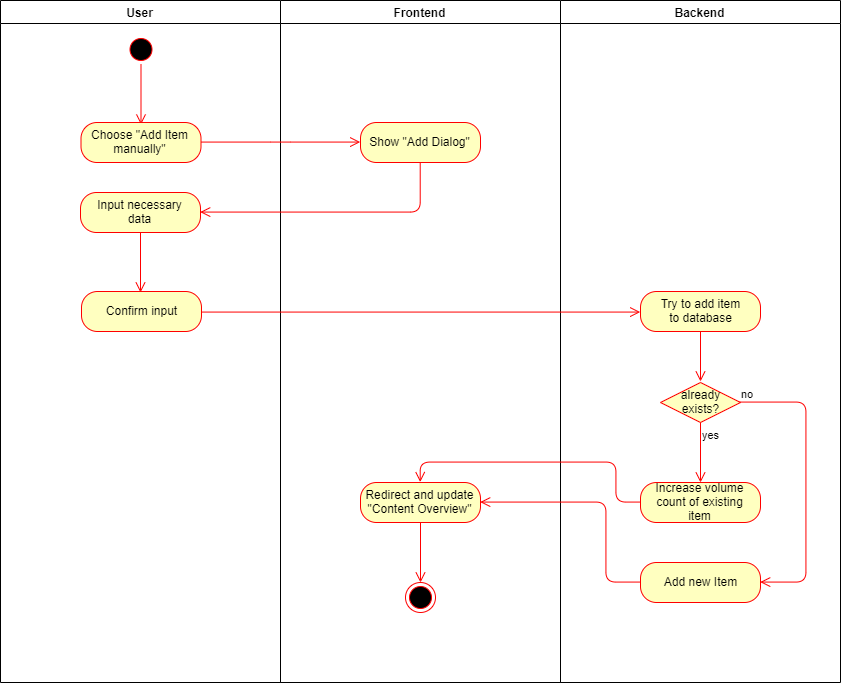 User
Frontend
Backend
Choose "Add Item
manually"
Show "Add Dialog"
Input necessary
data
Confirm input
Try to add item
to database
already
exists?
no
yes
Increase volume
count of existing
item
Redirect and update
"Content Overview"
Add new Item